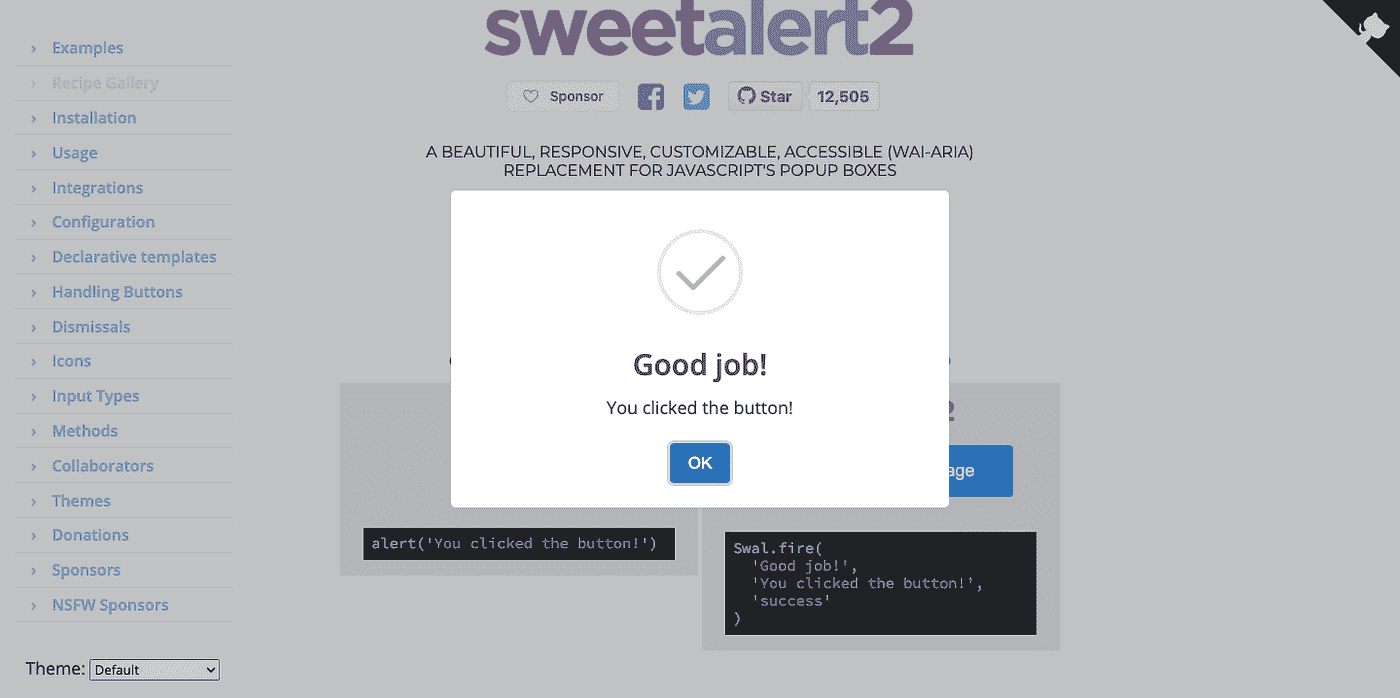 sweetalert2
Examples
Recipe Gallery
Installation
Usage
Integrations
Configuration
Declarative templates
Handling Buttons
Dismissals
Icons
Input Types
Methods
Collaborators
Themes
Donations
Sponsors
NSFW Sponsors
Theme: Default
Sponsor
Star
12,505
A BEAUTIFUL, RESPONSIVE, CUSTOMIZABLE, ACCESSIBLE (WAI-ARIA)
REPLACEMENT FOR JAVASCRIPT'S POPUP BOXES
Good job!
You clicked the button!
OK
alert('You clicked the button!')
Swal.fire(
'Good job!',
'You clicked the button!',
'success'
)